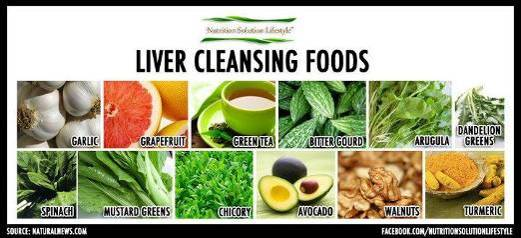 Nutrition Solution Lifestyle
LIVER CLEANSING FOODS
GARLIC
GRAPEFRUIT
GREEN TEA
BITTER GOURD
ARUGULA
DANDELION
GREENS
SPINACH
MUSTARD GREENS
CHICORY
AVOCADO
WALNUTS
TURMERIC
SOURCE: NATURALNEWS.COM
FACEBOOK.COM/NUTRITIONSOLUTIONLIFESTYLE